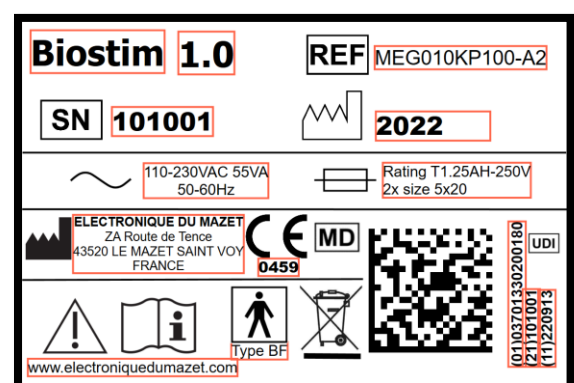 Biostim 1.0
REF MEG010KP100-A2
SN 101001
2022
110-230VAC 55VA
50-60Hz
Rating T1.25AH-250V
2x size 5x20
ELECTRONIQUE DU MAZET
ZA Route de Tence
43520 LE MAZET SAINT VOY
FRANCE
CE
0459
MD
UDI
(01)03701330200180
(21)101001
(11)220913
Type BF
www.electroniquedumazet.com